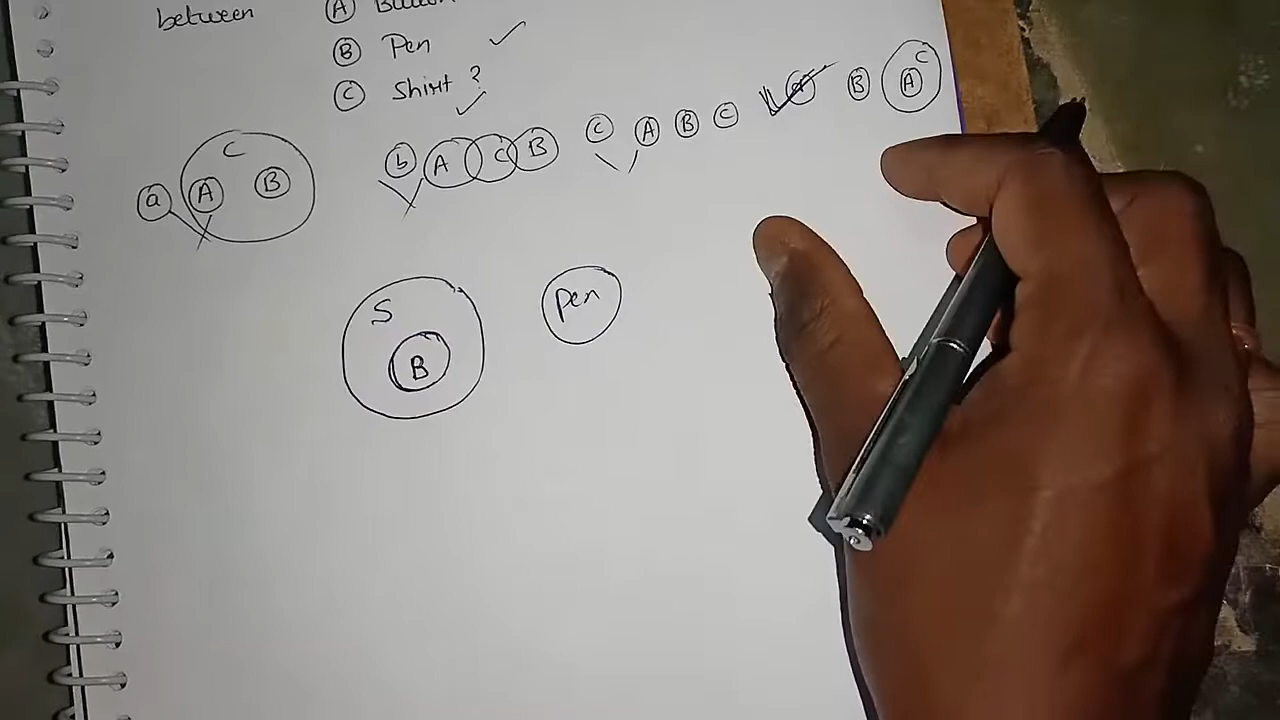 between
(A)
(B) Pen ✓
(C) Shirt ? ✓
(a) C (A) (B)
(b) (A) (C) (B)
(c) (A) (B) (C)
(B) C (A)
S (B)
Pen